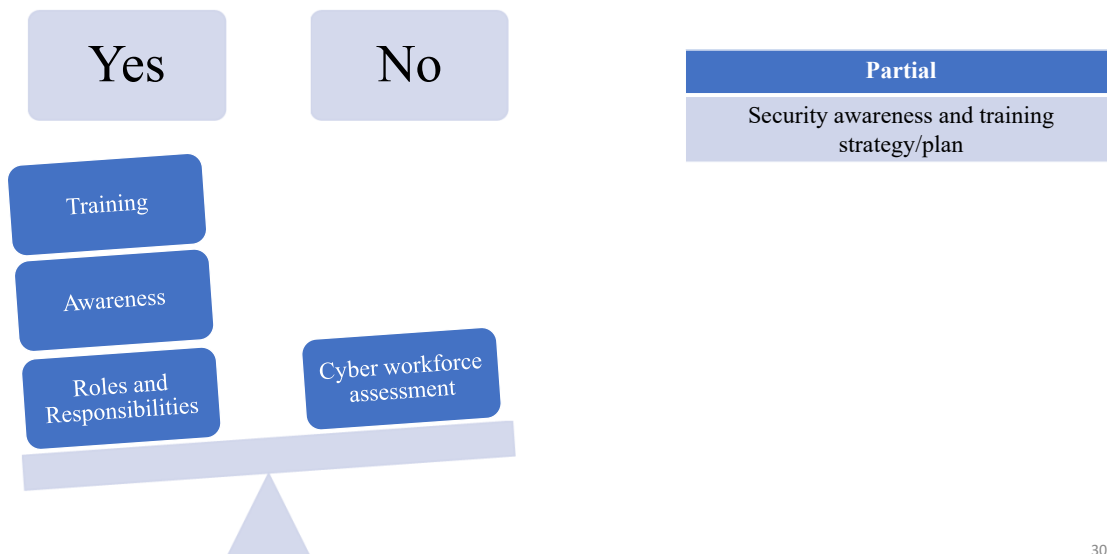 Yes
No
Partial
Security awareness and training
strategy/plan
Training
Awareness
Roles and
Responsibilities
Cyber workforce
assessment
30